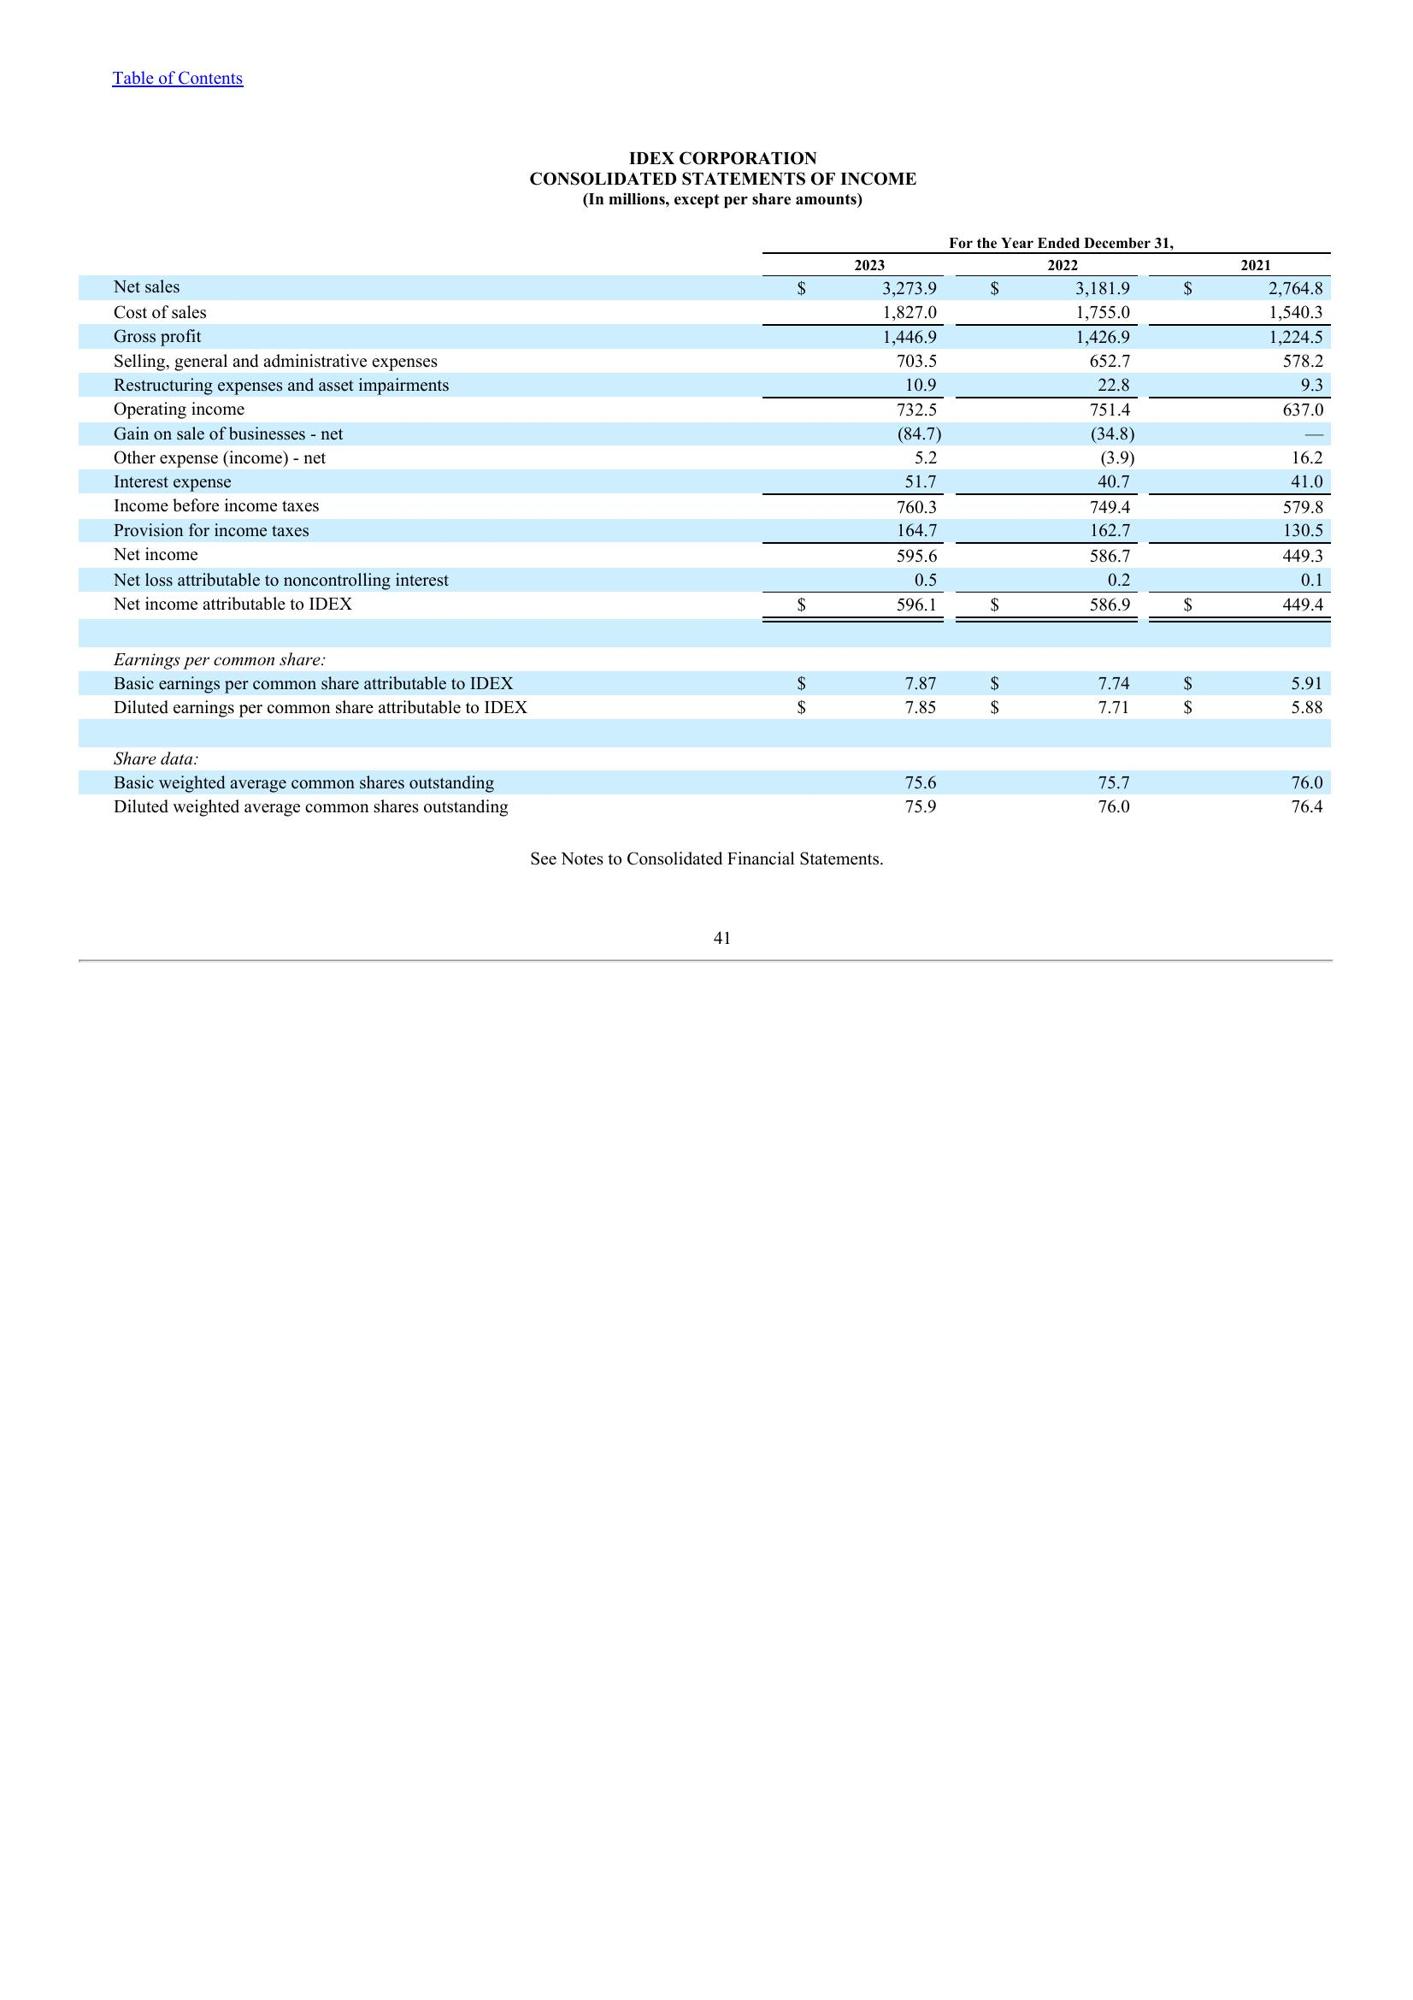 Table of Contents
IDEX CORPORATION
CONSOLIDATED STATEMENTS OF INCOME
(In millions, except per share amounts)
For the Year Ended December 31,
2023 2022 2021
Net sales $ 3,273.9 $ 3,181.9 $ 2,764.8
Cost of sales 1,827.0 1,755.0 1,540.3
Gross profit 1,446.9 1,426.9 1,224.5
Selling, general and administrative expenses 703.5 652.7 578.2
Restructuring expenses and asset impairments 10.9 22.8 9.3
Operating income 732.5 751.4 637.0
Gain on sale of businesses - net (84.7) (34.8) —
Other expense (income) - net 5.2 (3.9) 16.2
Interest expense 51.7 40.7 41.0
Income before income taxes 760.3 749.4 579.8
Provision for income taxes 164.7 162.7 130.5
Net income 595.6 586.7 449.3
Net loss attributable to noncontrolling interest 0.5 0.2 0.1
Net income attributable to IDEX $ 596.1 $ 586.9 $ 449.4
Earnings per common share:
Basic earnings per common share attributable to IDEX $ 7.87 $ 7.74 $ 5.91
Diluted earnings per common share attributable to IDEX $ 7.85 $ 7.71 $ 5.88
Share data:
Basic weighted average common shares outstanding 75.6 75.7 76.0
Diluted weighted average common shares outstanding 75.9 76.0 76.4
See Notes to Consolidated Financial Statements.
41